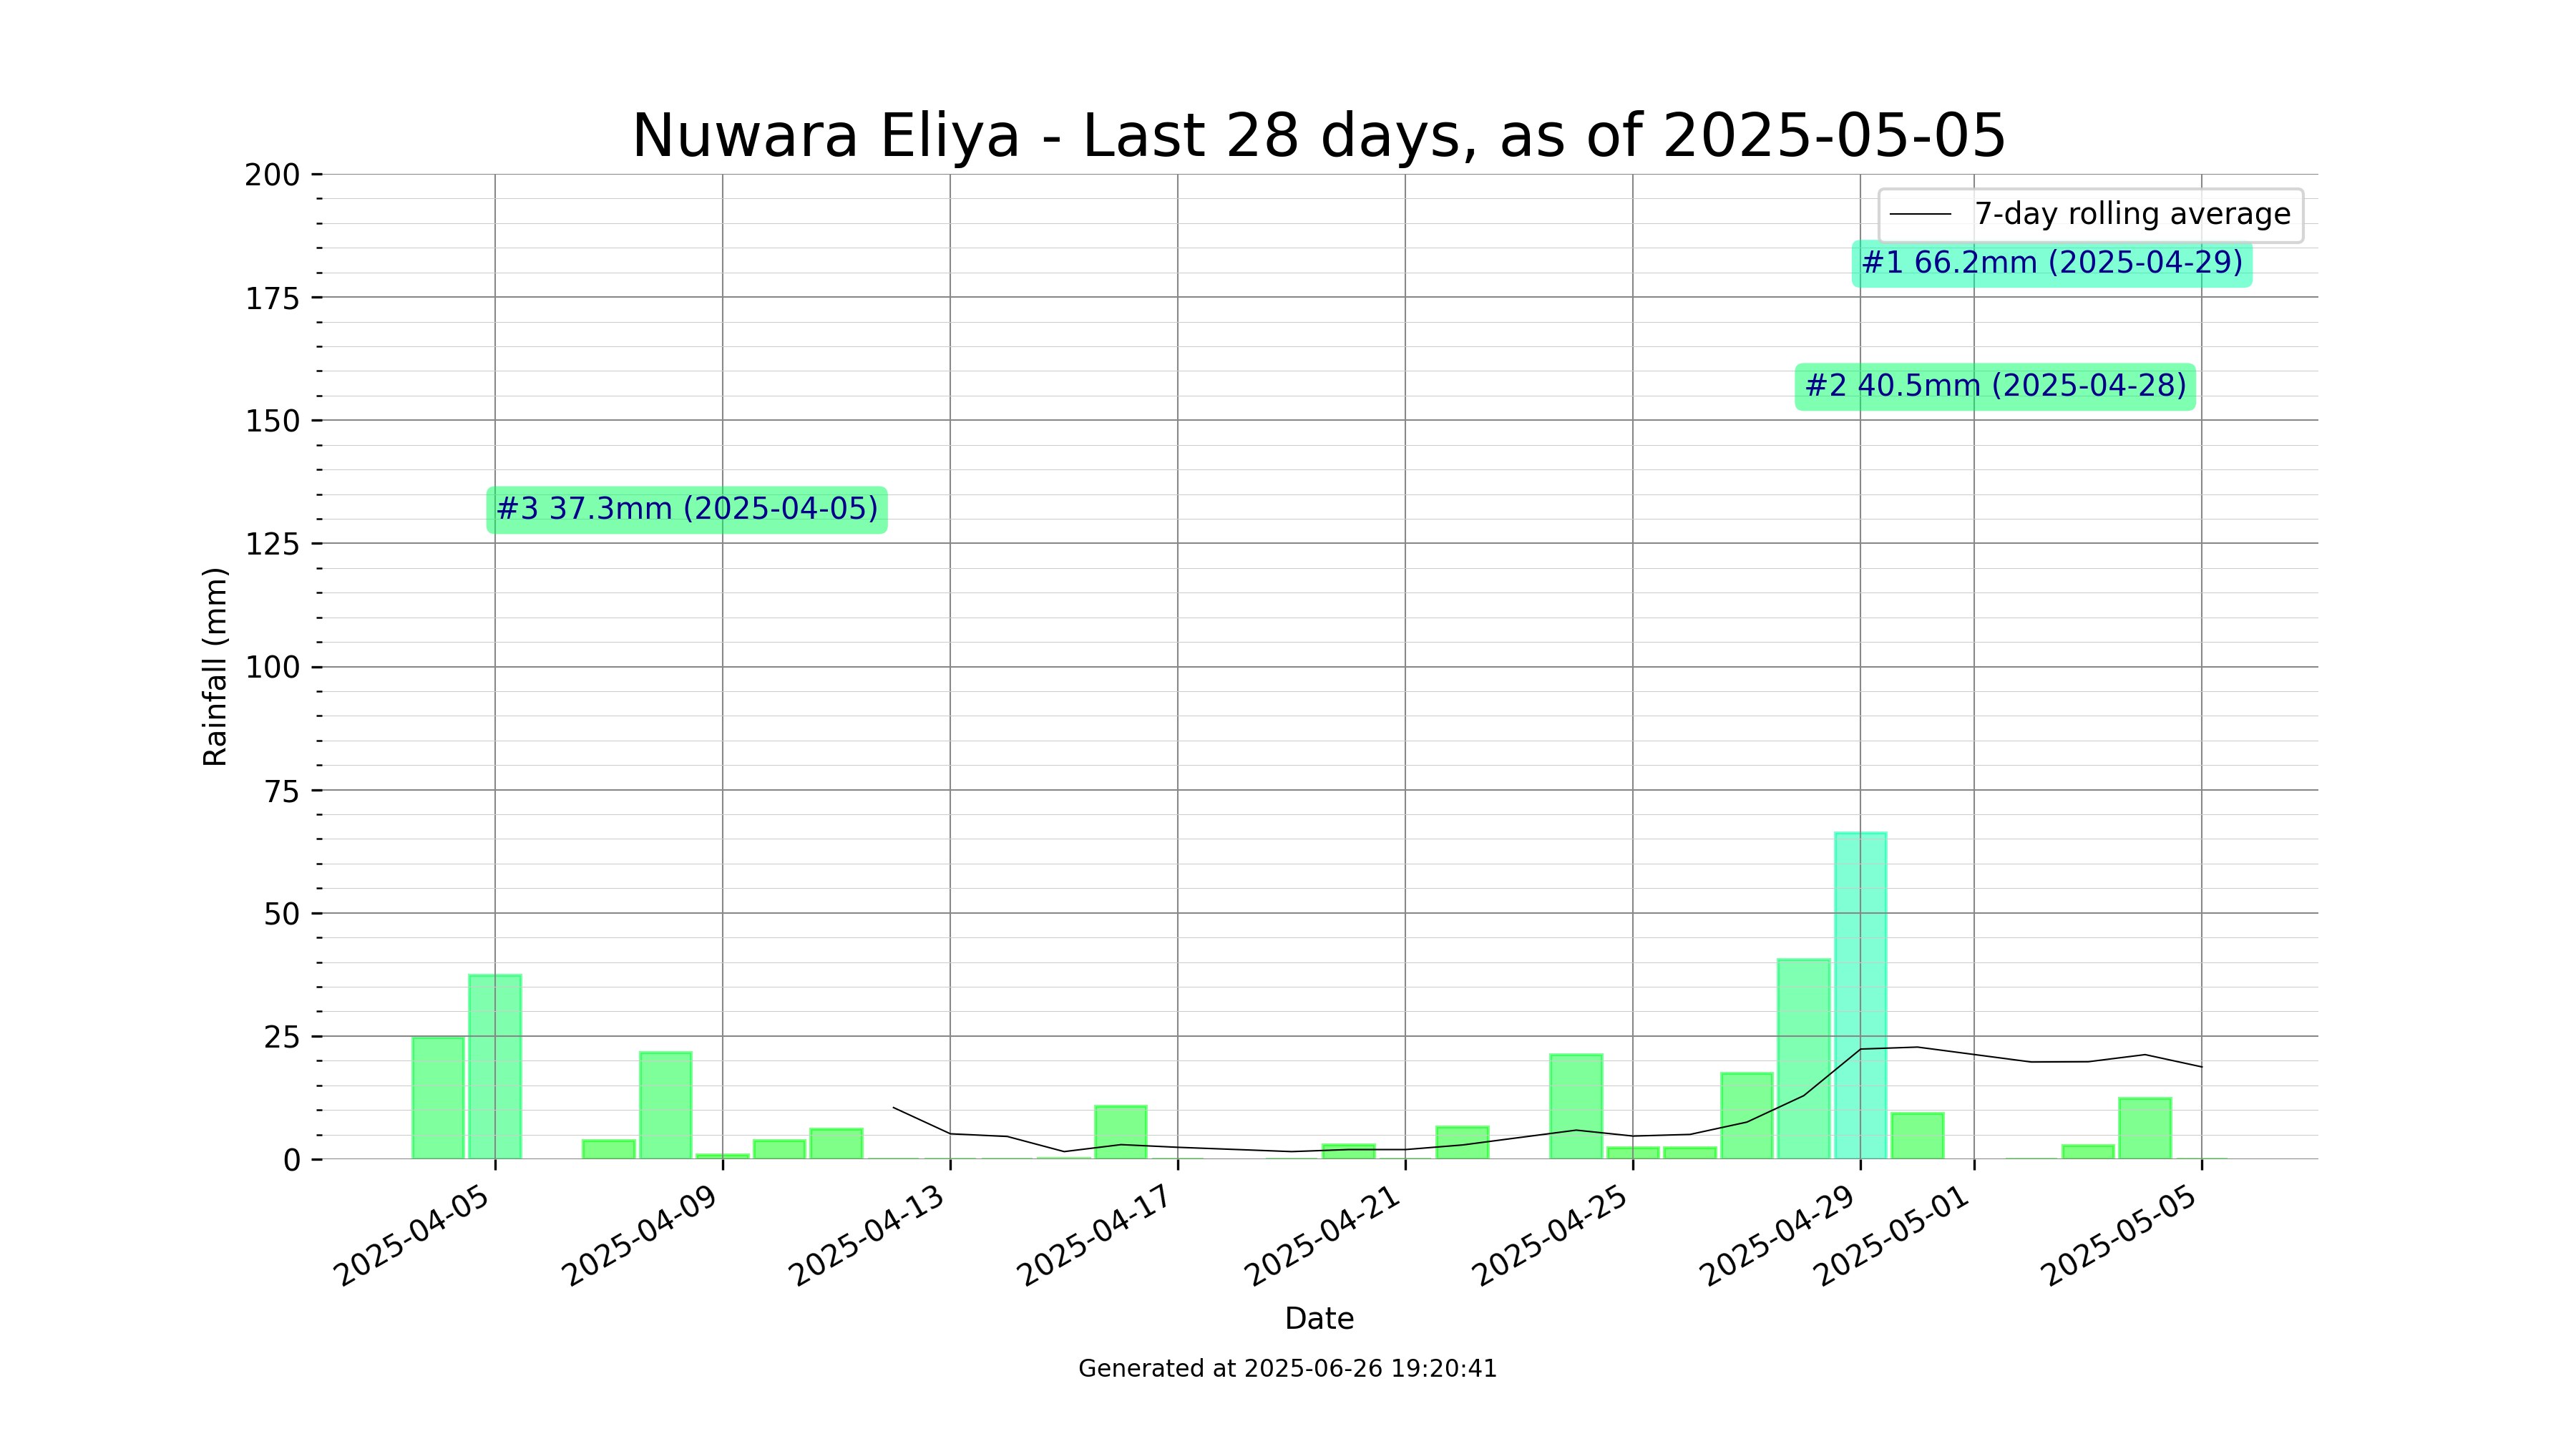 Nuwara Eliya - Last 28 days, as of 2025-05-05
7-day rolling average
#1 66.2mm (2025-04-29)
#2 40.5mm (2025-04-28)
#3 37.3mm (2025-04-05)
Rainfall (mm)
200
175
150
125
100
75
50
25
0
2025-04-05
2025-04-09
2025-04-13
2025-04-17
2025-04-21
2025-04-25
2025-04-29
2025-05-01
2025-05-05
Date
Generated at 2025-06-26 19:20:41